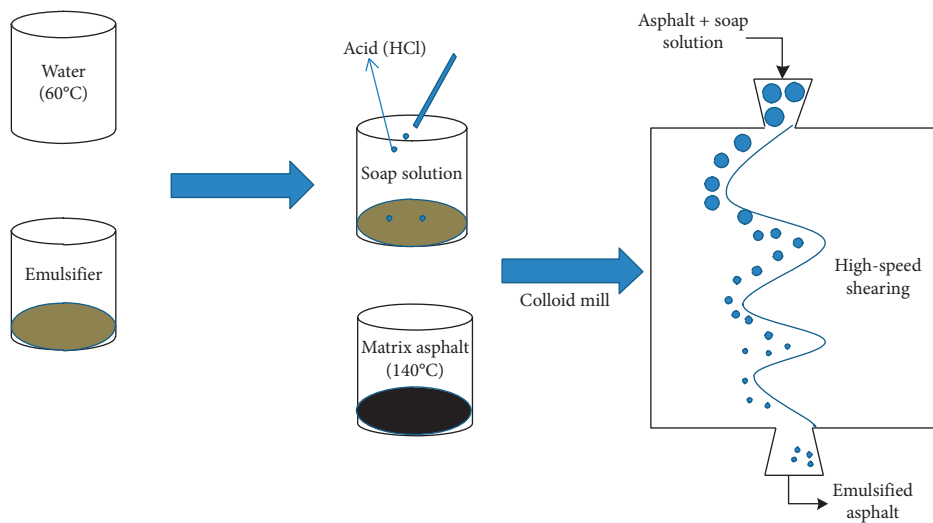 Water
(60°C)
Emulsifier
Acid (HCl)
Soap solution
Matrix asphalt
(140°C)
Colloid mill
Asphalt + soap
solution
High-speed
shearing
Emulsified
asphalt